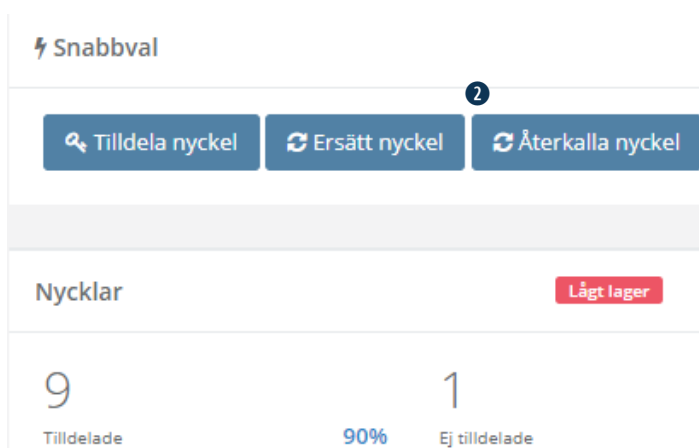 Snabbval
2
Tilldela nyckel Ersätt nyckel Återkalla nyckel
Nycklar Lågt lager
9 1
Tilldelade 90% Ej tilldelade